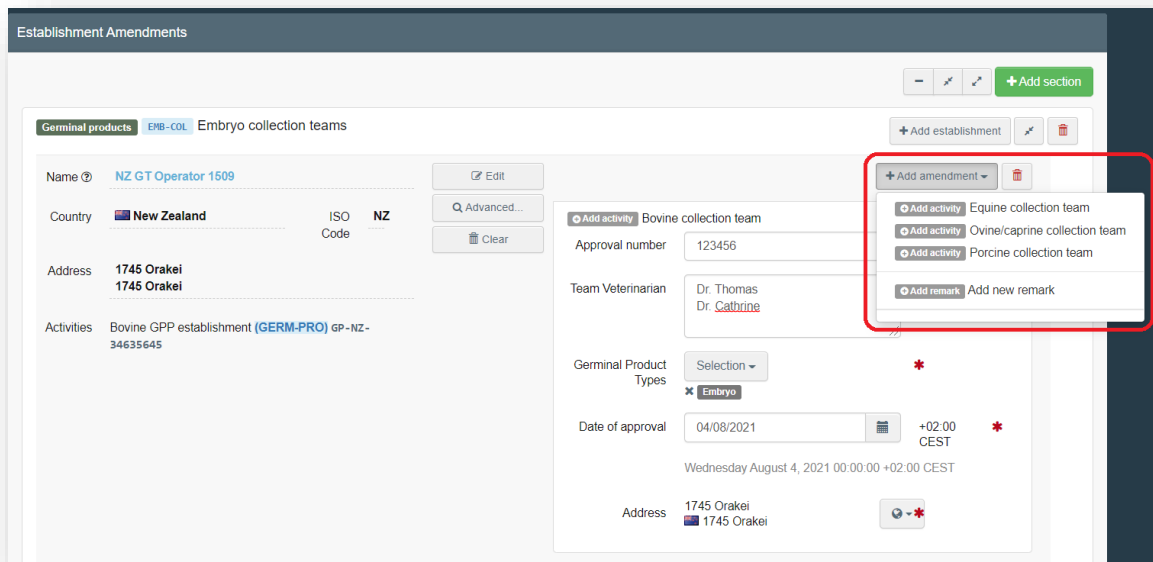 Establishment Amendments
Add section
Germinal products EMB-COL Embryo collection teams
Add establishment
Name NZ GT Operator 1509
Edit
Add amendment
Country New Zealand ISO Code NZ
Advanced...
Clear
Address 1745 Orakei
1745 Orakei
Activities Bovine GPP establishment (GERM-PRO) GP-NZ-
34635645
Add activity Bovine collection team
Approval number 123456
Team Veterinarian Dr. Thomas
Dr. Cathrine
Germinal Product
Types
Selection
Embryo
Date of approval 04/08/2021 +02:00
CEST
Wednesday August 4, 2021 00:00:00 +02:00 CEST
Address 1745 Orakei
1745 Orakei
Add activity Equine collection team
Add activity Ovine/caprine collection team
Add activity Porcine collection team
Add remark Add new remark